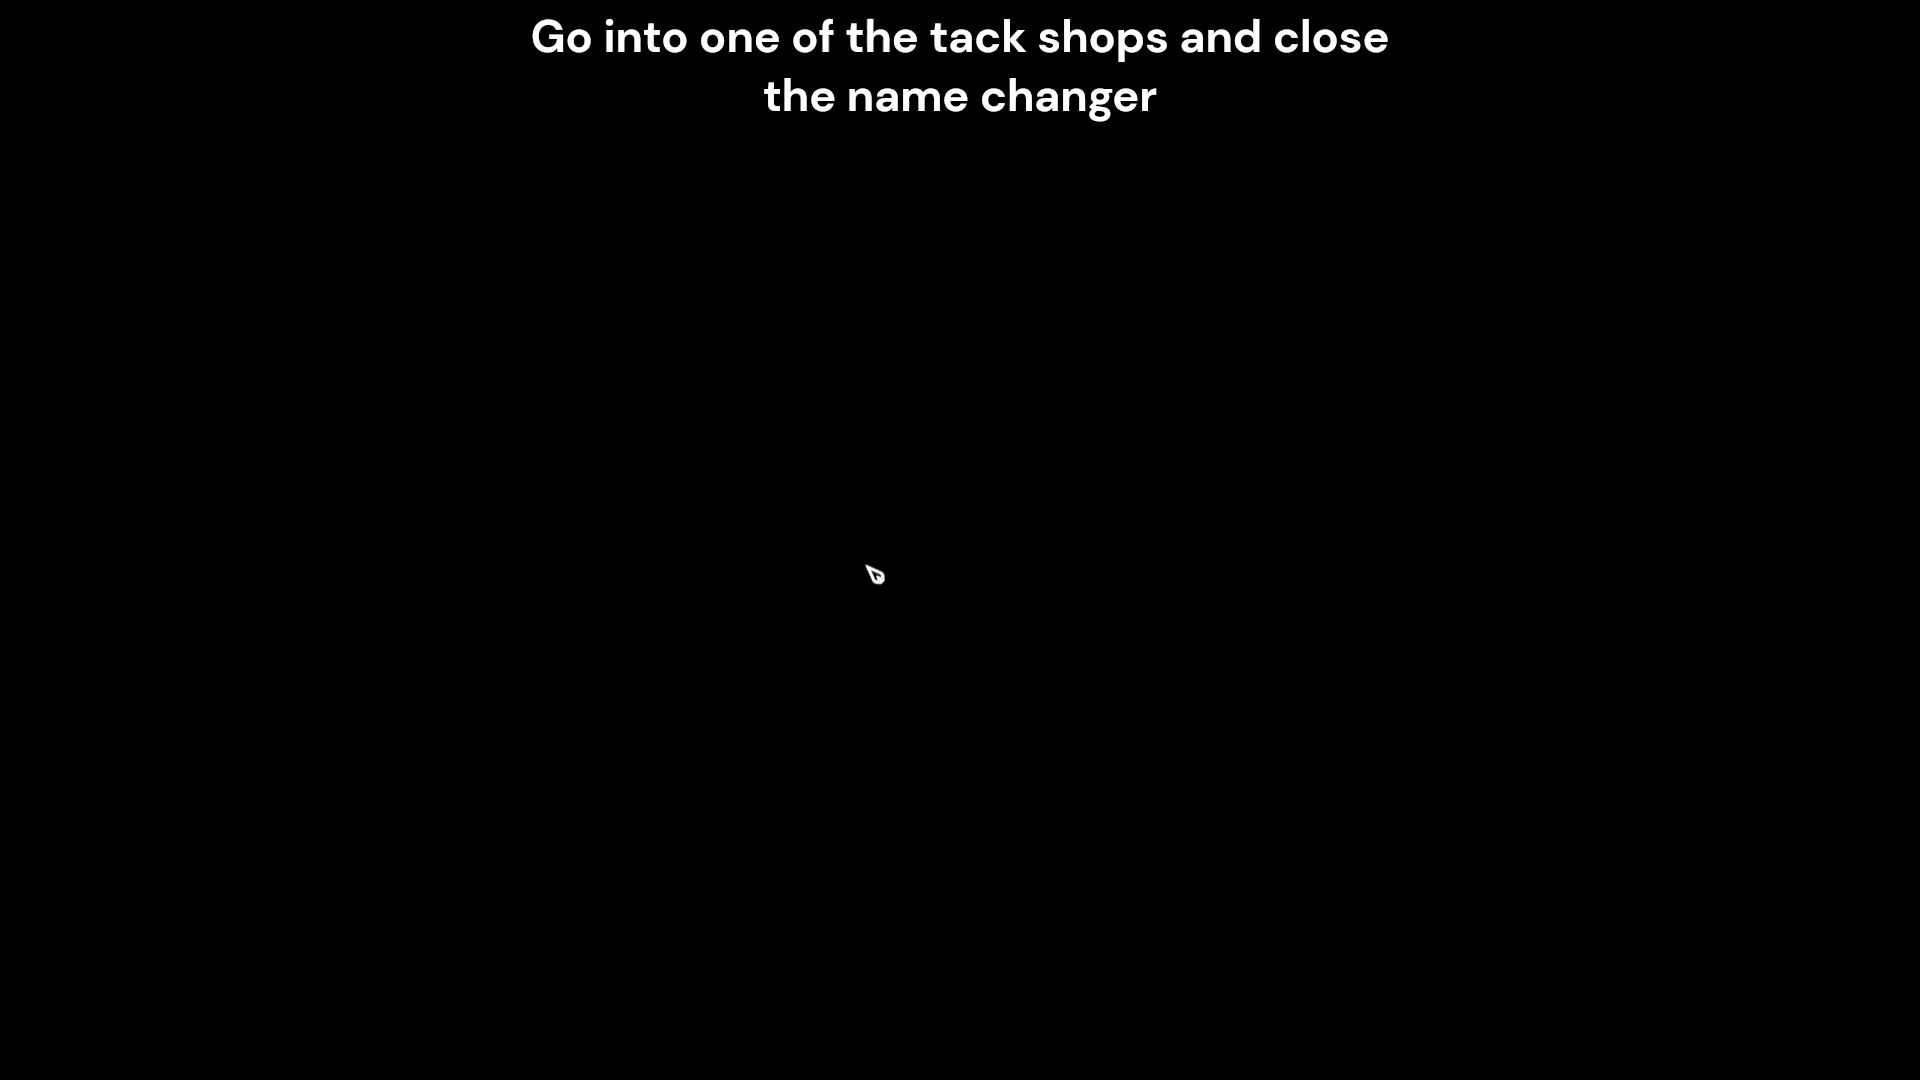 Go into one of the tack shops and close
the name changer